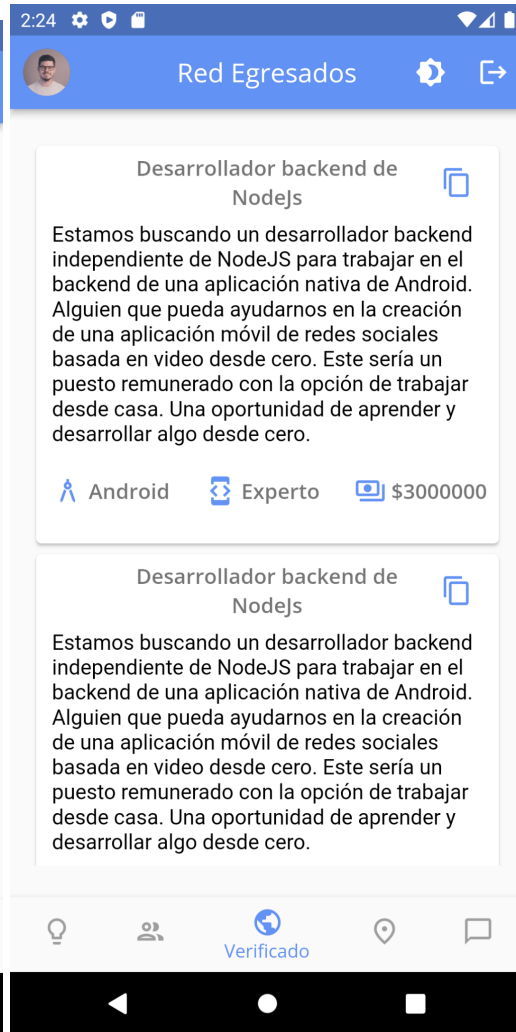 2:24
Red Egresados
Desarrollador backend de
NodeJs
Estamos buscando un desarrollador backend
independiente de NodeJS para trabajar en el
backend de una aplicación nativa de Android.
Alguien que pueda ayudarnos en la creación
de una aplicación móvil de redes sociales
basada en video desde cero. Este sería un
puesto remunerado con la opción de trabajar
desde casa. Una oportunidad de aprender y
desarrollar algo desde cero.
Android Experto $3000000
Desarrollador backend de
NodeJs
Estamos buscando un desarrollador backend
independiente de NodeJS para trabajar en el
backend de una aplicación nativa de Android.
Alguien que pueda ayudarnos en la creación
de una aplicación móvil de redes sociales
basada en video desde cero. Este sería un
puesto remunerado con la opción de trabajar
desde casa. Una oportunidad de aprender y
desarrollar algo desde cero.
Verificado